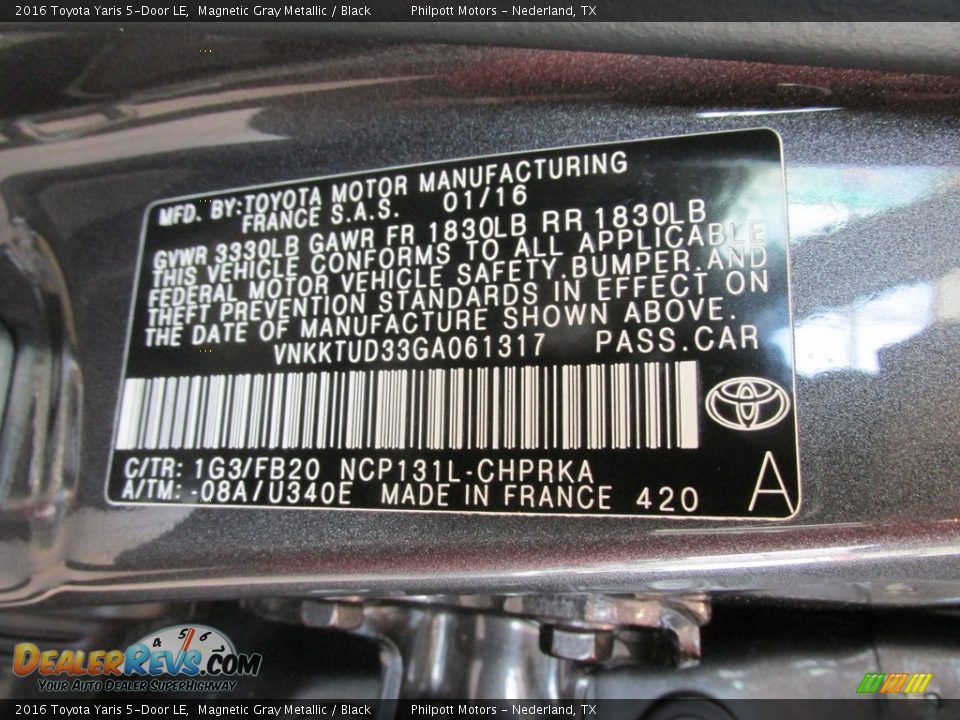 2016 Toyota Yaris 5-Door LE, Magnetic Gray Metallic / Black Philpott Motors - Nederland, TX
MFD. BY:TOYOTA MOTOR MANUFACTURING
FRANCE S.A.S. 01/16
GVWR 3330LB GAWR FR 1830LB RR 1830LB
THIS VEHICLE CONFORMS TO ALL APPLICABLE
FEDERAL MOTOR VEHICLE SAFETY,BUMPER,AND
THEFT PREVENTION STANDARDS IN EFFECT ON
THE DATE OF MANUFACTURE SHOWN ABOVE.
VNKKTUD33GA061317 PASS.CAR
C/TR: 1G3/FB20 NCP131L-CHPRKA
A/TM: -08A/U340E MADE IN FRANCE 420 A
4 5 6
DEALERREVS.COM
YOUR AUTO DEALER SUPERHIGHWAY
2016 Toyota Yaris 5-Door LE, Magnetic Gray Metallic / Black Philpott Motors - Nederland, TX